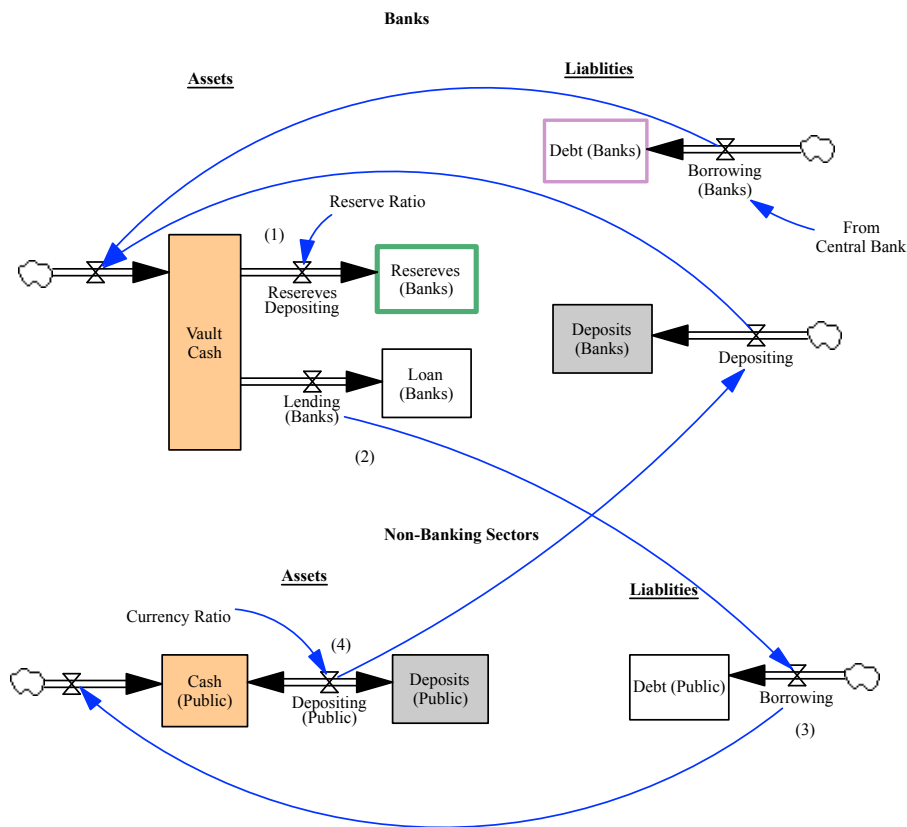 Banks
Assets
Liablities
Debt (Banks)
Borrowing
(Banks)
From
Central Bank
Reserve Ratio
(1)
Resereves
Depositing
Resereves
(Banks)
Vault
Cash
Deposits
(Banks)
Depositing
Lending
(Banks)
Loan
(Banks)
(2)
Non-Banking Sectors
Assets
Liablities
Currency Ratio
(4)
Cash
(Public)
Depositing
(Public)
Deposits
(Public)
Debt (Public)
Borrowing
(3)